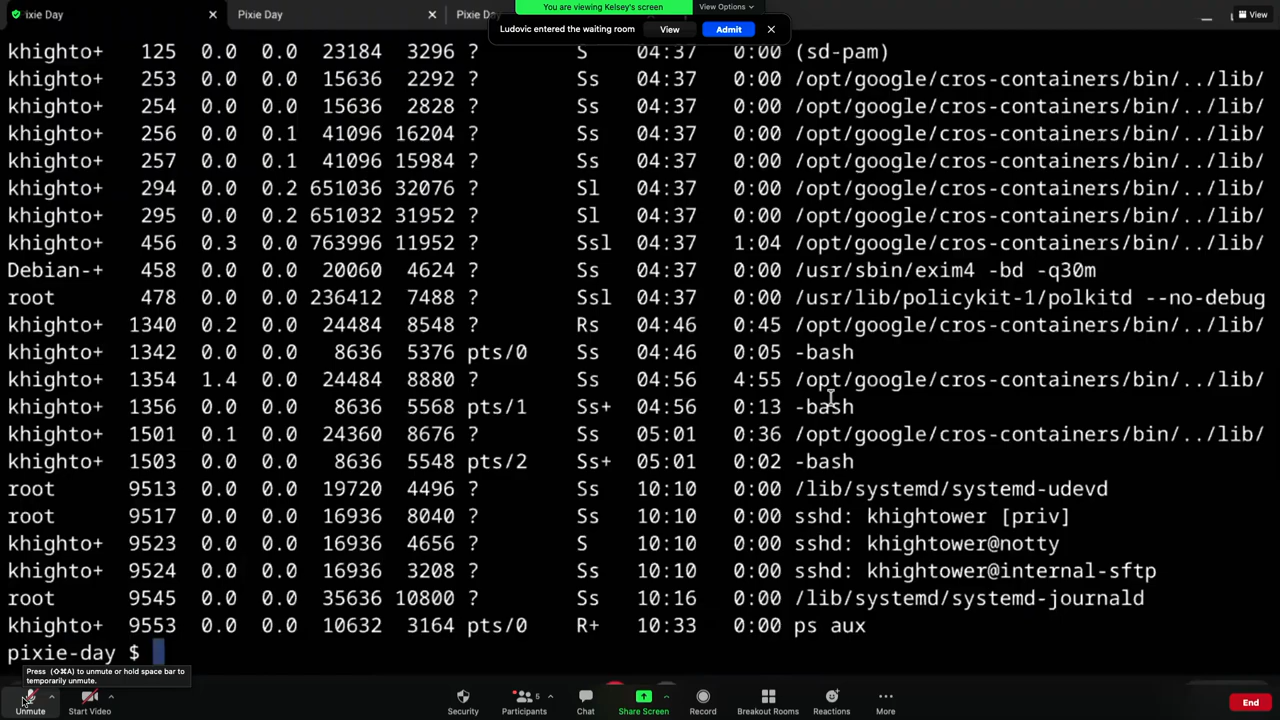 ixie Day
Pixie Day
Pixie D
You are viewing Kelsey's screen
View Options
View
Ludovic entered the waiting room
View
Admit
khighto+ 125 0.0 0.0 23184 3296 ? S 04:37 0:00 (sd-pam)
khighto+ 253 0.0 0.0 15636 2292 ? Ss 04:37 0:00 /opt/google/cros-containers/bin/../lib/
khighto+ 254 0.0 0.0 15636 2828 ? Ss 04:37 0:00 /opt/google/cros-containers/bin/../lib/
khighto+ 256 0.0 0.1 41096 16204 ? Ss 04:37 0:00 /opt/google/cros-containers/bin/../lib/
khighto+ 257 0.0 0.1 41096 15984 ? Ss 04:37 0:00 /opt/google/cros-containers/bin/../lib/
khighto+ 294 0.0 0.2 651036 32076 ? Sl 04:37 0:00 /opt/google/cros-containers/bin/../lib/
khighto+ 295 0.0 0.2 651032 31952 ? Sl 04:37 0:00 /opt/google/cros-containers/bin/../lib/
khighto+ 456 0.3 0.0 763996 11952 ? Ssl 04:37 1:04 /opt/google/cros-containers/bin/../lib/
Debian-+ 458 0.0 0.0 20060 4624 ? Ss 04:37 0:00 /usr/sbin/exim4 -bd -q30m
root 478 0.0 0.0 236412 7488 ? Ssl 04:37 0:00 /usr/lib/policykit-1/polkitd --no-debug
khighto+ 1340 0.2 0.0 24484 8548 ? Rs 04:46 0:45 /opt/google/cros-containers/bin/../lib/
khighto+ 1342 0.0 0.0 8636 5376 pts/0 Ss 04:46 0:05 -bash
khighto+ 1354 1.4 0.0 24484 8880 ? Ss 04:56 4:55 /opt/google/cros-containers/bin/../lib/
khighto+ 1356 0.0 0.0 8636 5568 pts/1 Ss+ 04:56 0:13 -bash
khighto+ 1501 0.1 0.0 24360 8676 ? Ss 05:01 0:36 /opt/google/cros-containers/bin/../lib/
khighto+ 1503 0.0 0.0 8636 5548 pts/2 Ss+ 05:01 0:02 -bash
root 9513 0.0 0.0 19720 4496 ? Ss 10:10 0:00 /lib/systemd/systemd-udevd
root 9517 0.0 0.0 16936 8040 ? Ss 10:10 0:00 sshd: khightower [priv]
khighto+ 9523 0.0 0.0 16936 4656 ? S 10:10 0:00 sshd: khightower@notty
khighto+ 9524 0.0 0.0 16936 3208 ? Ss 10:10 0:00 sshd: khightower@internal-sftp
root 9545 0.0 0.0 35636 10800 ? Ss 10:16 0:00 /lib/systemd/systemd-journald
khighto+ 9553 0.0 0.0 10632 3164 pts/0 R+ 10:33 0:00 ps aux
pixie-day $
Press (⇧⌘A) to unmute or hold space bar to
temporarily unmute.
Unmute
Start Video
Security
Participants 5
Chat
Share Screen
Record
Breakout Rooms
Reactions
More
End